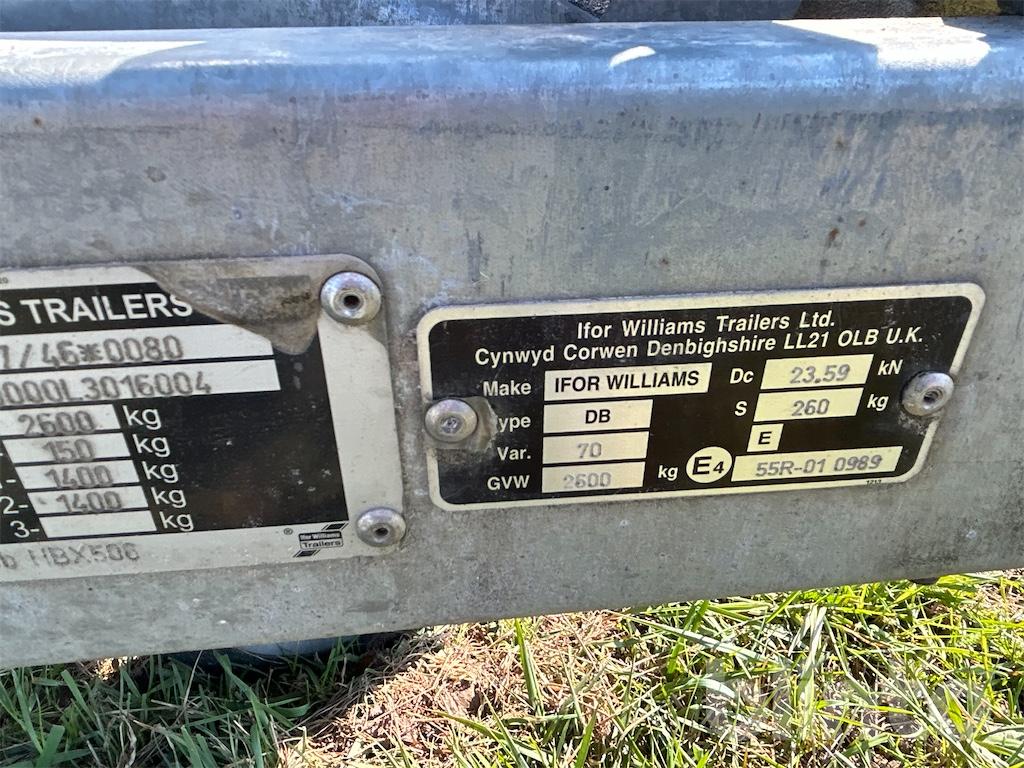 S TRAILERS
/46*0080
000L3016004
2600 kg
150 kg
1- 1400 kg
2- 1400 kg
3- kg
HBX506
® Ifor Williams
Trailers
Ifor Williams Trailers Ltd.
Cynwyd Corwen Denbighshire LL21 OLB U.K.
Make IFOR WILLIAMS Dc 23.59 kN
ype DB S 260 kg
Var. 70 E
GVW 2600 kg E4 55R-01 0989
1213